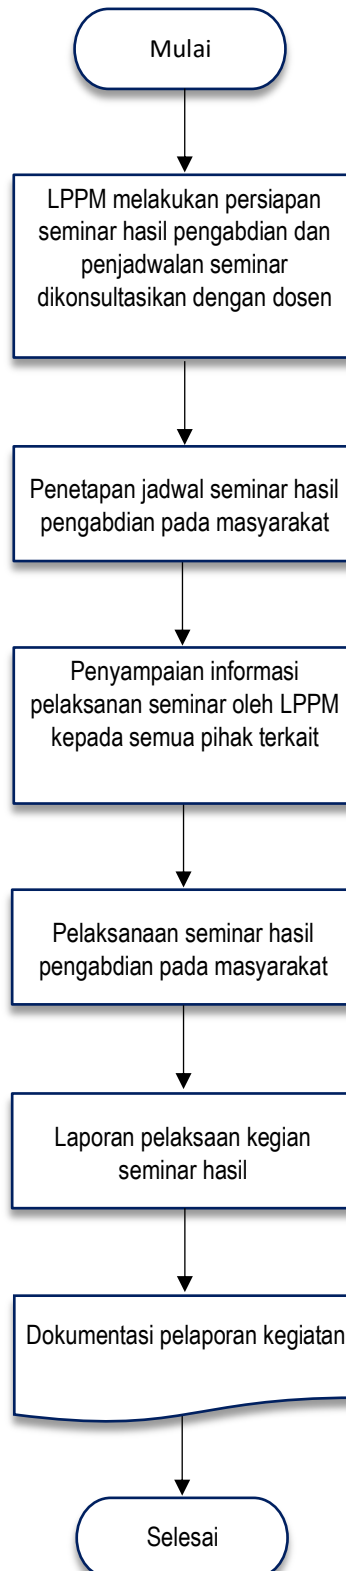 Mulai
LPPM melakukan persiapan
seminar hasil pengabdian dan
penjadwalan seminar
dikonsultasikan dengan dosen
Penetapan jadwal seminar hasil
pengabdian pada masyarakat
Penyampaian informasi
pelaksanan seminar oleh LPPM
kepada semua pihak terkait
Pelaksanaan seminar hasil
pengabdian pada masyarakat
Laporan pelaksaan kegian
seminar hasil
Dokumentasi pelaporan kegiatan
Selesai